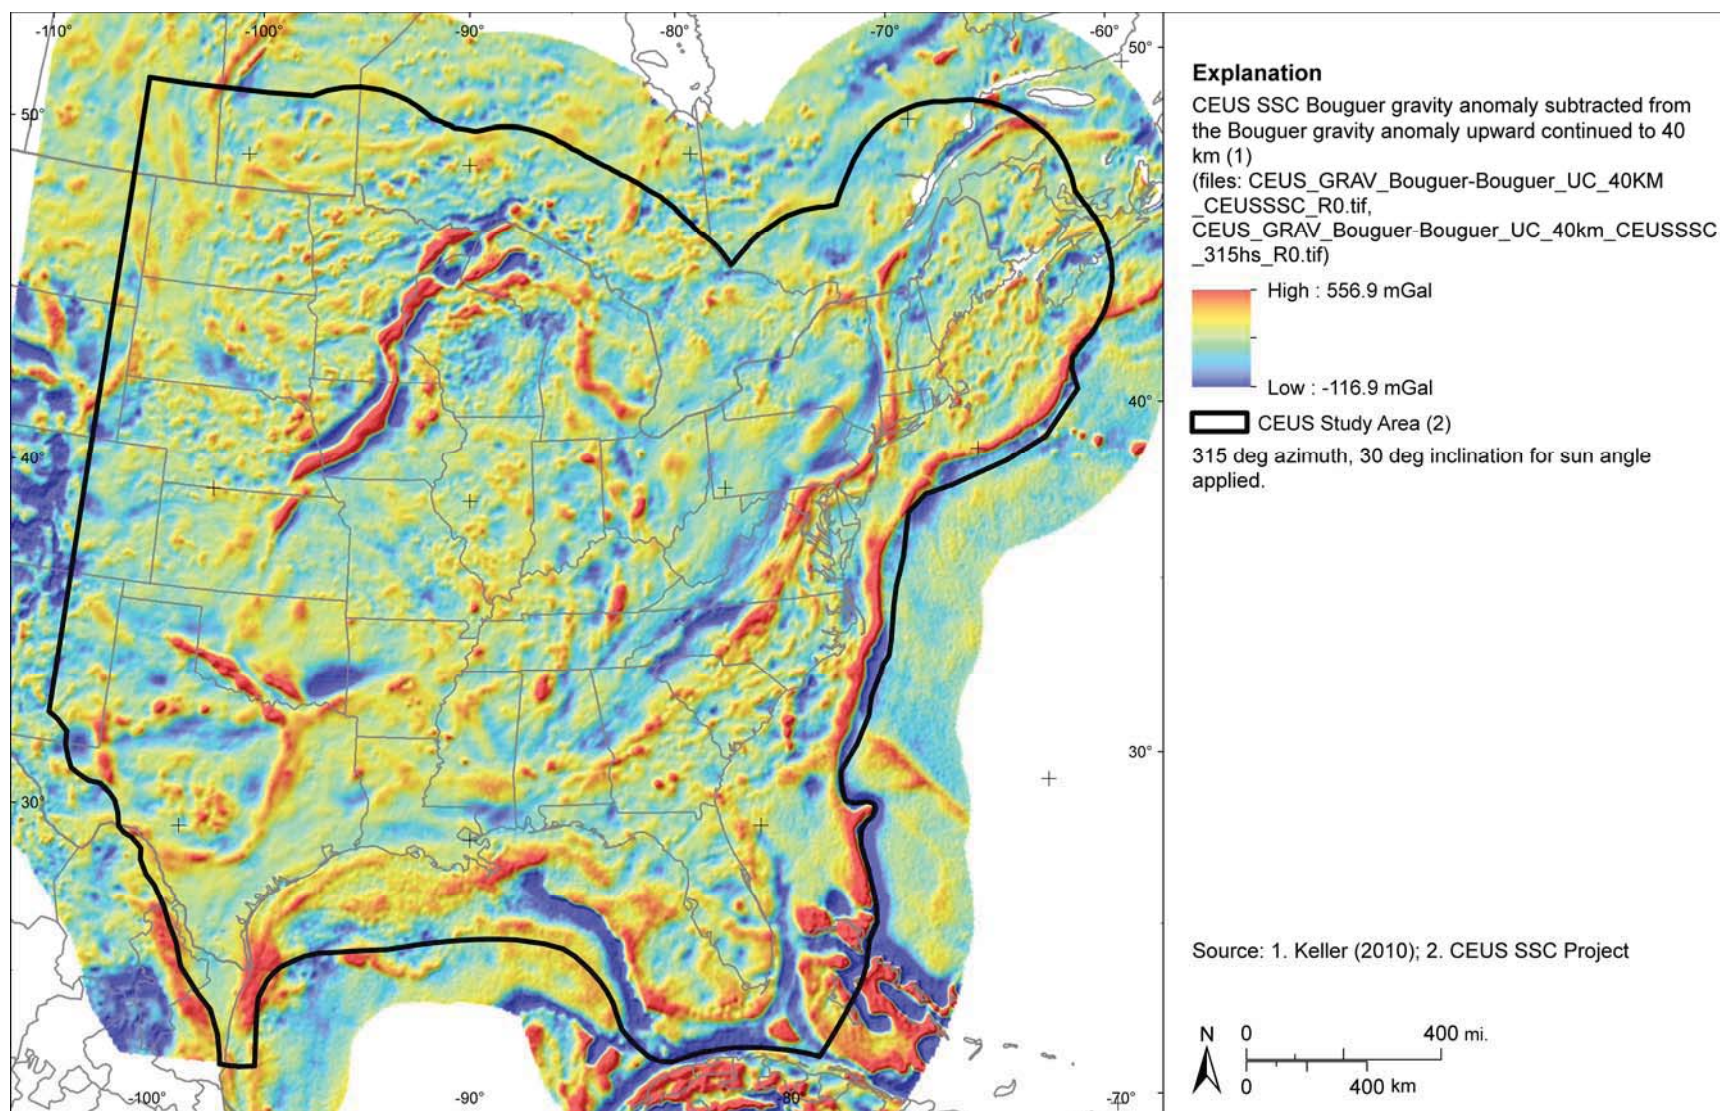 -110°
-100°
-90°
-80°
-70°
-60°
50°
50°
40°
40°
30°
30°
-100°
-90°
-80°
-70°
Explanation
CEUS SSC Bouguer gravity anomaly subtracted from
the Bouguer gravity anomaly upward continued to 40
km (1)
(files: CEUS_GRAV_Bouguer-Bouguer_UC_40KM
_CEUSSSC_R0.tif,
CEUS_GRAV_Bouguer-Bouguer_UC_40km_CEUSSSC
_315hs_R0.tif)
High : 556.9 mGal
Low : -116.9 mGal
CEUS Study Area (2)
315 deg azimuth, 30 deg inclination for sun angle
applied.
Source: 1. Keller (2010); 2. CEUS SSC Project
N
0 400 mi.
0 400 km